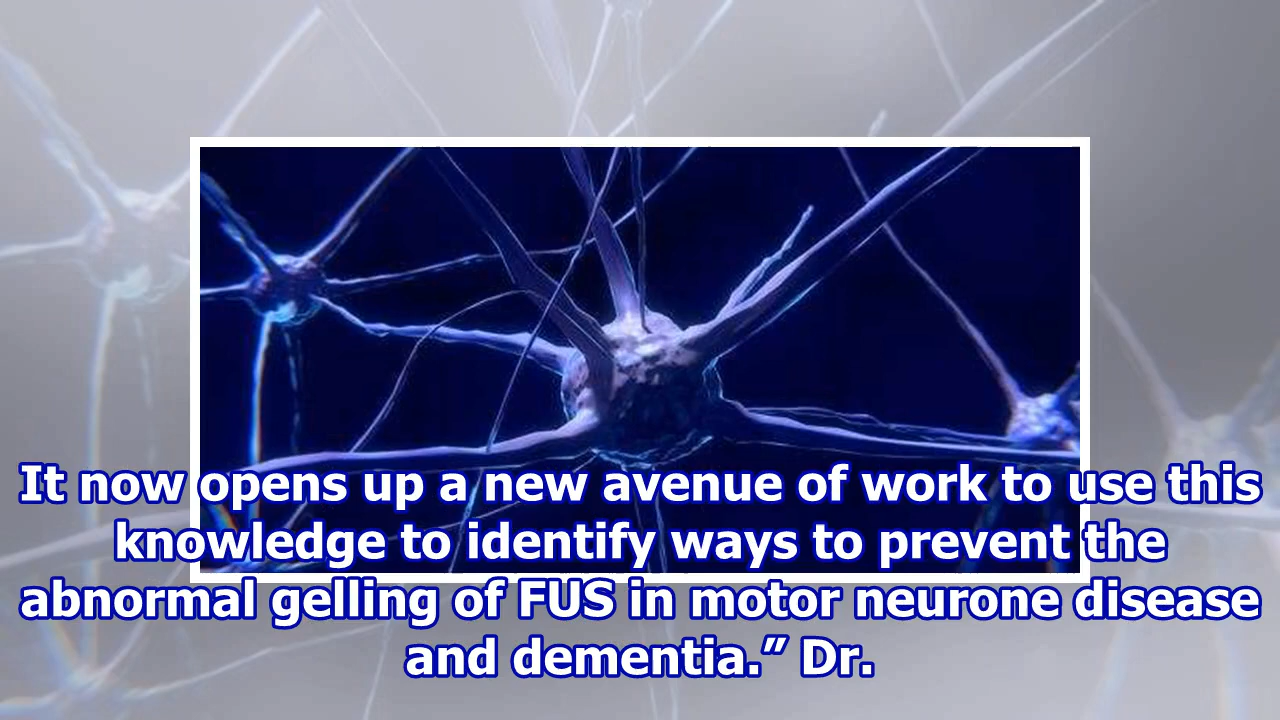 It now opens up a new avenue of work to use this
knowledge to identify ways to prevent the
abnormal gelling of FUS in motor neurone disease
and dementia.” Dr.